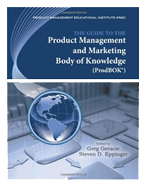 PRODUCT MANAGEMENT EDUCATIONAL INSTITUTE (PMEI)
THE GUIDE TO THE
Product Management
and Marketing
Body of Knowledge
(ProdBOK®)
Greg Geracie
Steven D. Eppinger